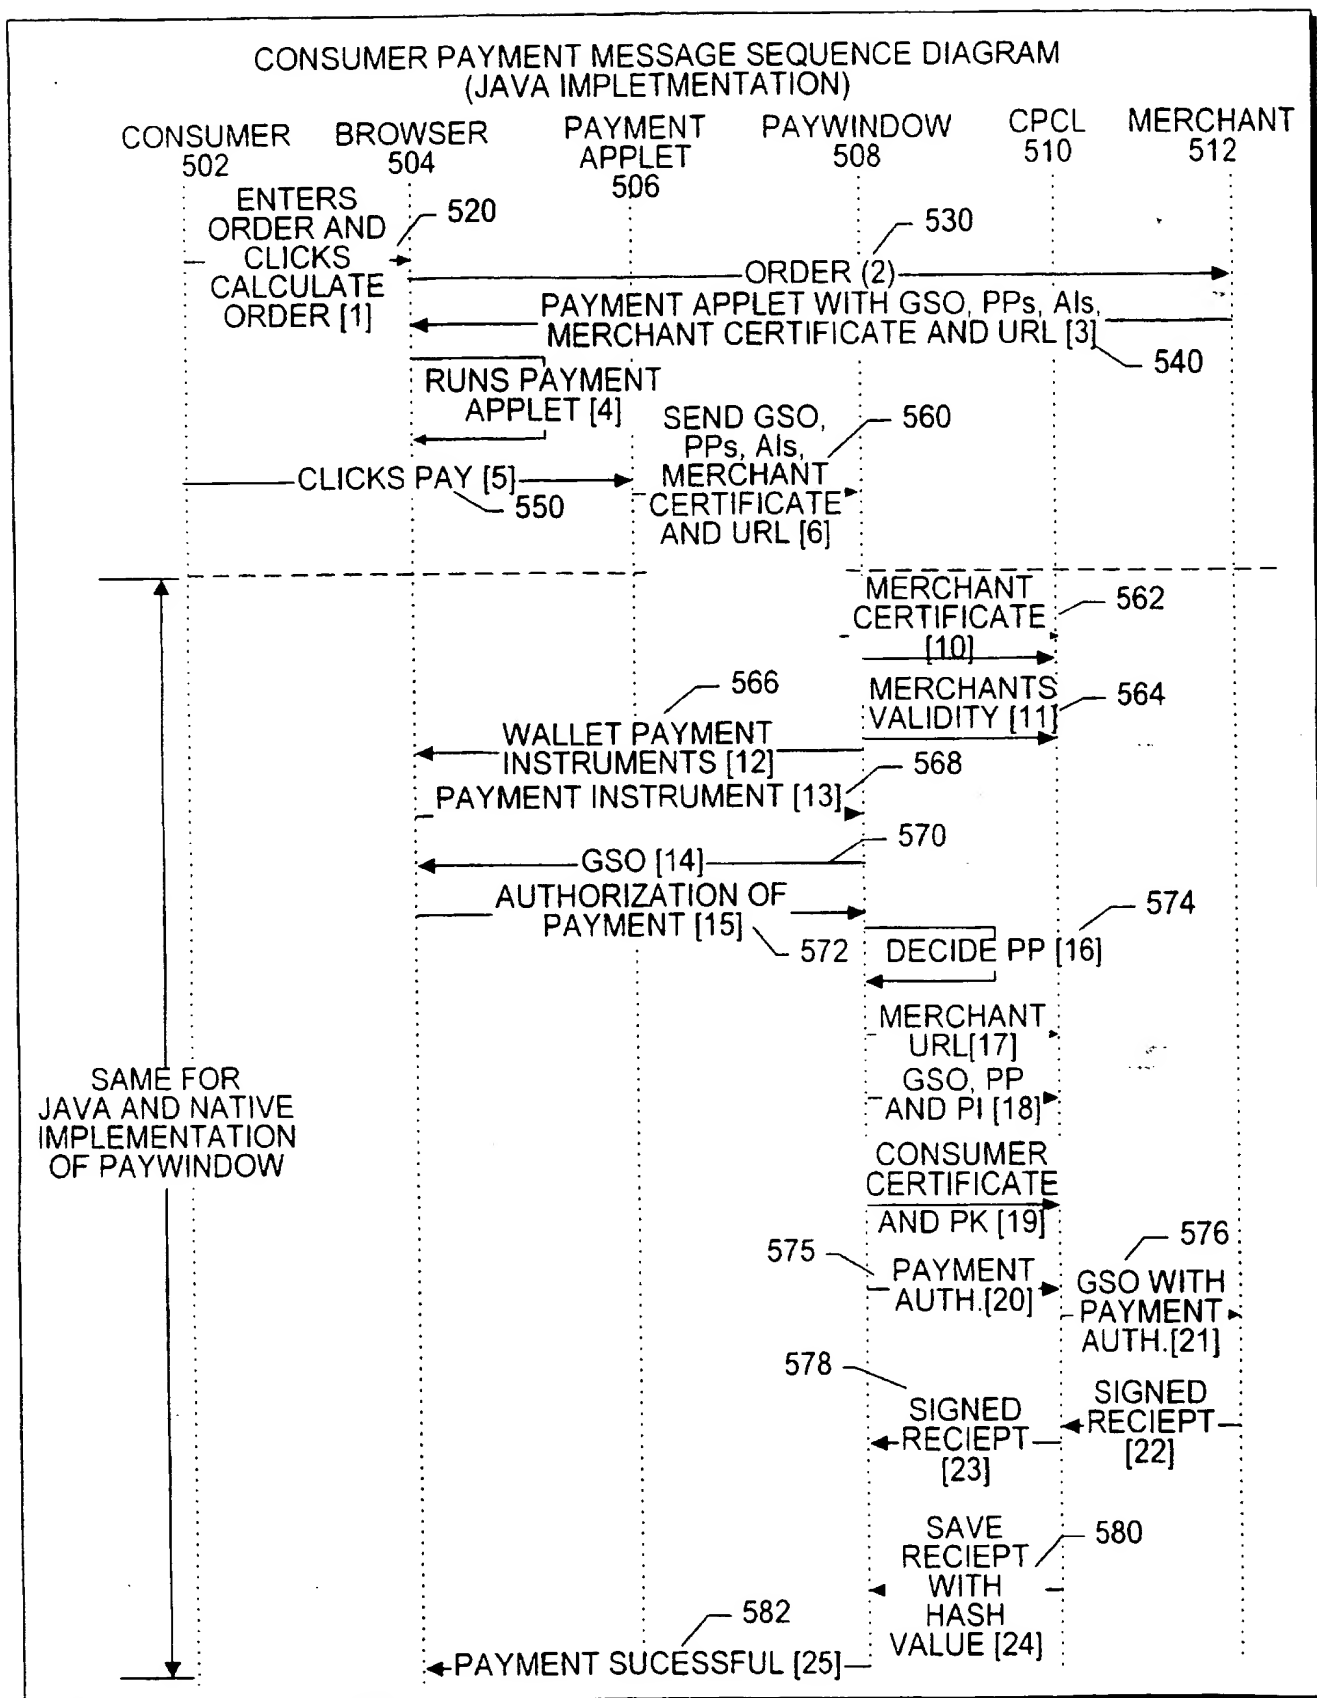 CONSUMER PAYMENT MESSAGE SEQUENCE DIAGRAM
(JAVA IMPLETMENTATION)
CONSUMER
502
BROWSER
504
PAYMENT
APPLET
506
PAYWINDOW
508
CPCL
510
MERCHANT
512
ENTERS
ORDER AND
CLICKS
CALCULATE
ORDER [1]
520
530
ORDER (2)
PAYMENT APPLET WITH GSO, PPs, AIs,
MERCHANT CERTIFICATE AND URL [3]
540
RUNS PAYMENT
APPLET [4]
SEND GSO,
PPs, AIs,
MERCHANT
CERTIFICATE
AND URL [6]
560
CLICKS PAY [5]
550
MERCHANT
CERTIFICATE
[10]
562
566
MERCHANTS
VALIDITY [11]
564
WALLET PAYMENT
INSTRUMENTS [12]
568
PAYMENT INSTRUMENT [13]
570
GSO [14]
AUTHORIZATION OF
PAYMENT [15]
572
574
DECIDE PP [16]
MERCHANT
URL[17]
SAME FOR
JAVA AND NATIVE
IMPLEMENTATION
OF PAYWINDOW
GSO, PP
AND PI [18]
CONSUMER
CERTIFICATE
AND PK [19]
575
PAYMENT
AUTH.[20]
576
GSO WITH
PAYMENT
AUTH.[21]
578
SIGNED
RECIEPT
[22]
SIGNED
RECIEPT
[23]
SAVE
RECIEPT
WITH
HASH
VALUE [24]
580
582
PAYMENT SUCESSFUL [25]